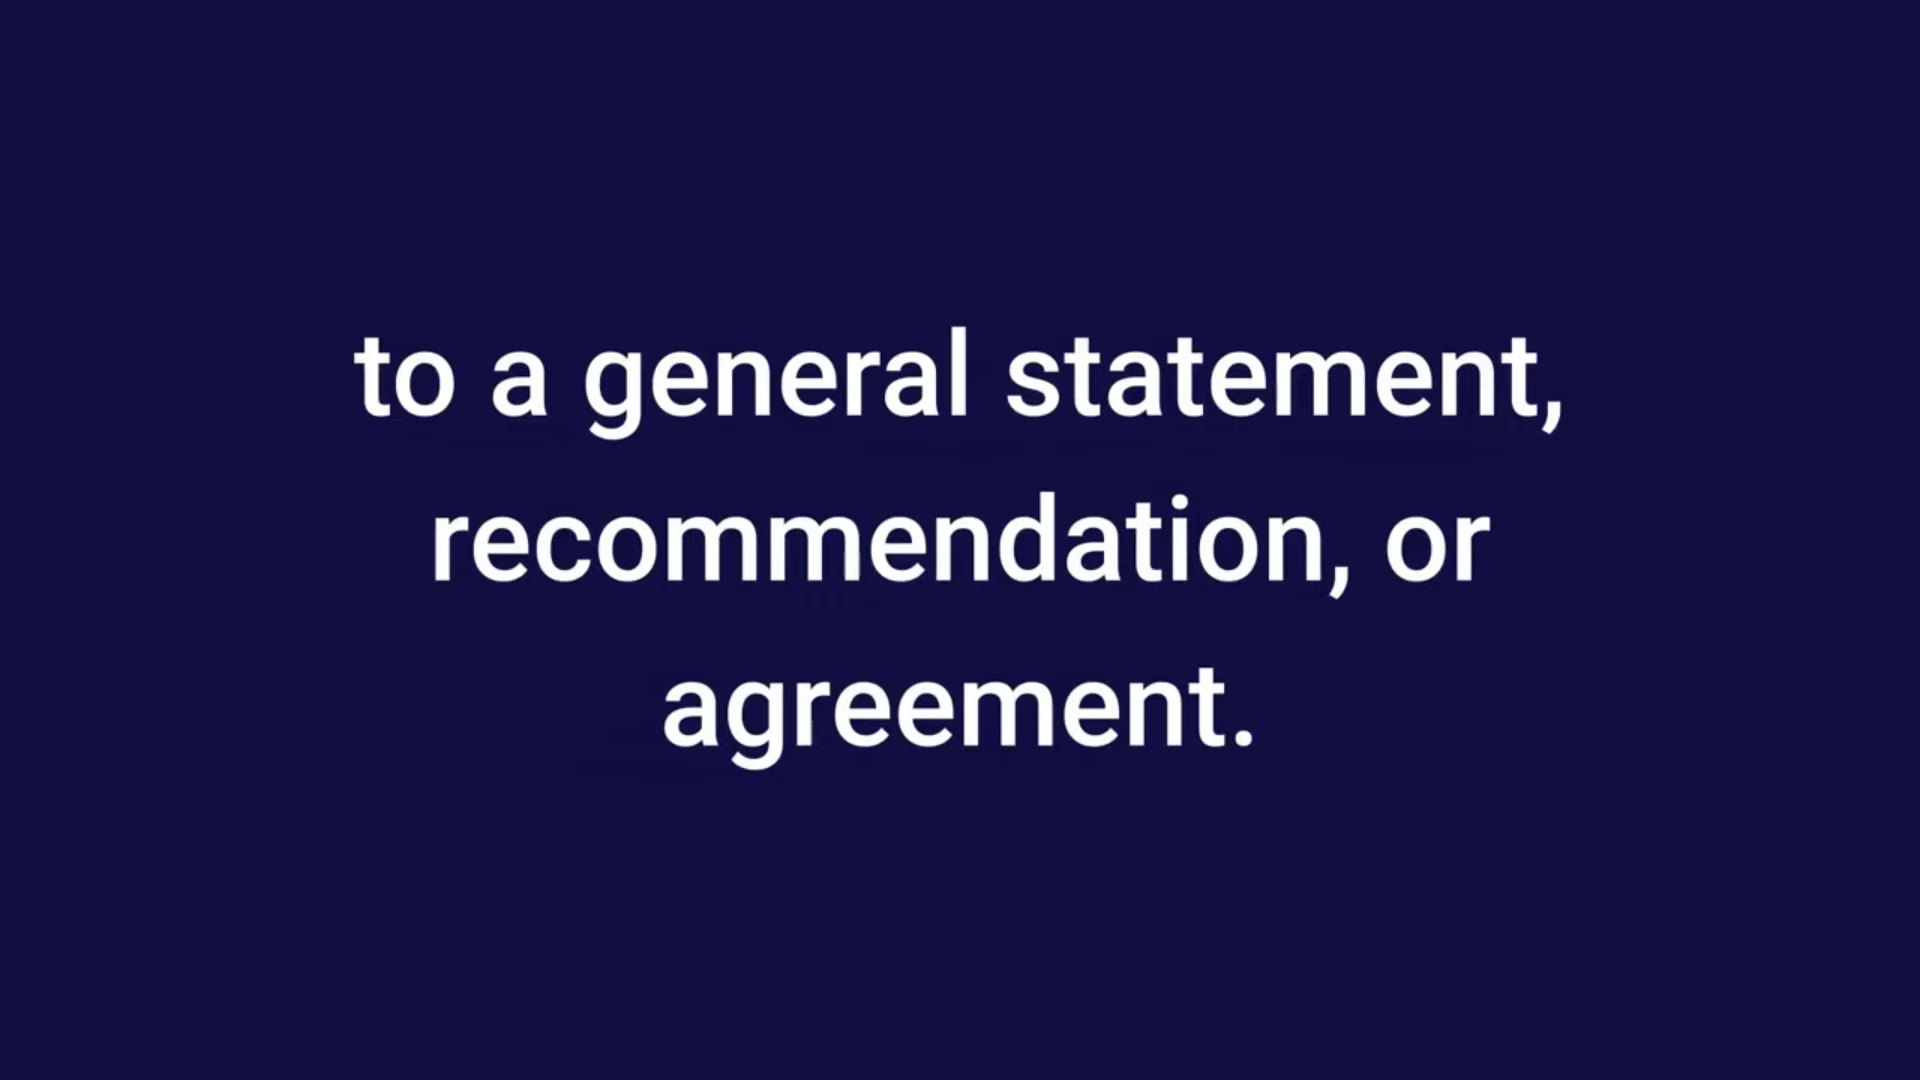 to a general statement,
recommendation, or
agreement.